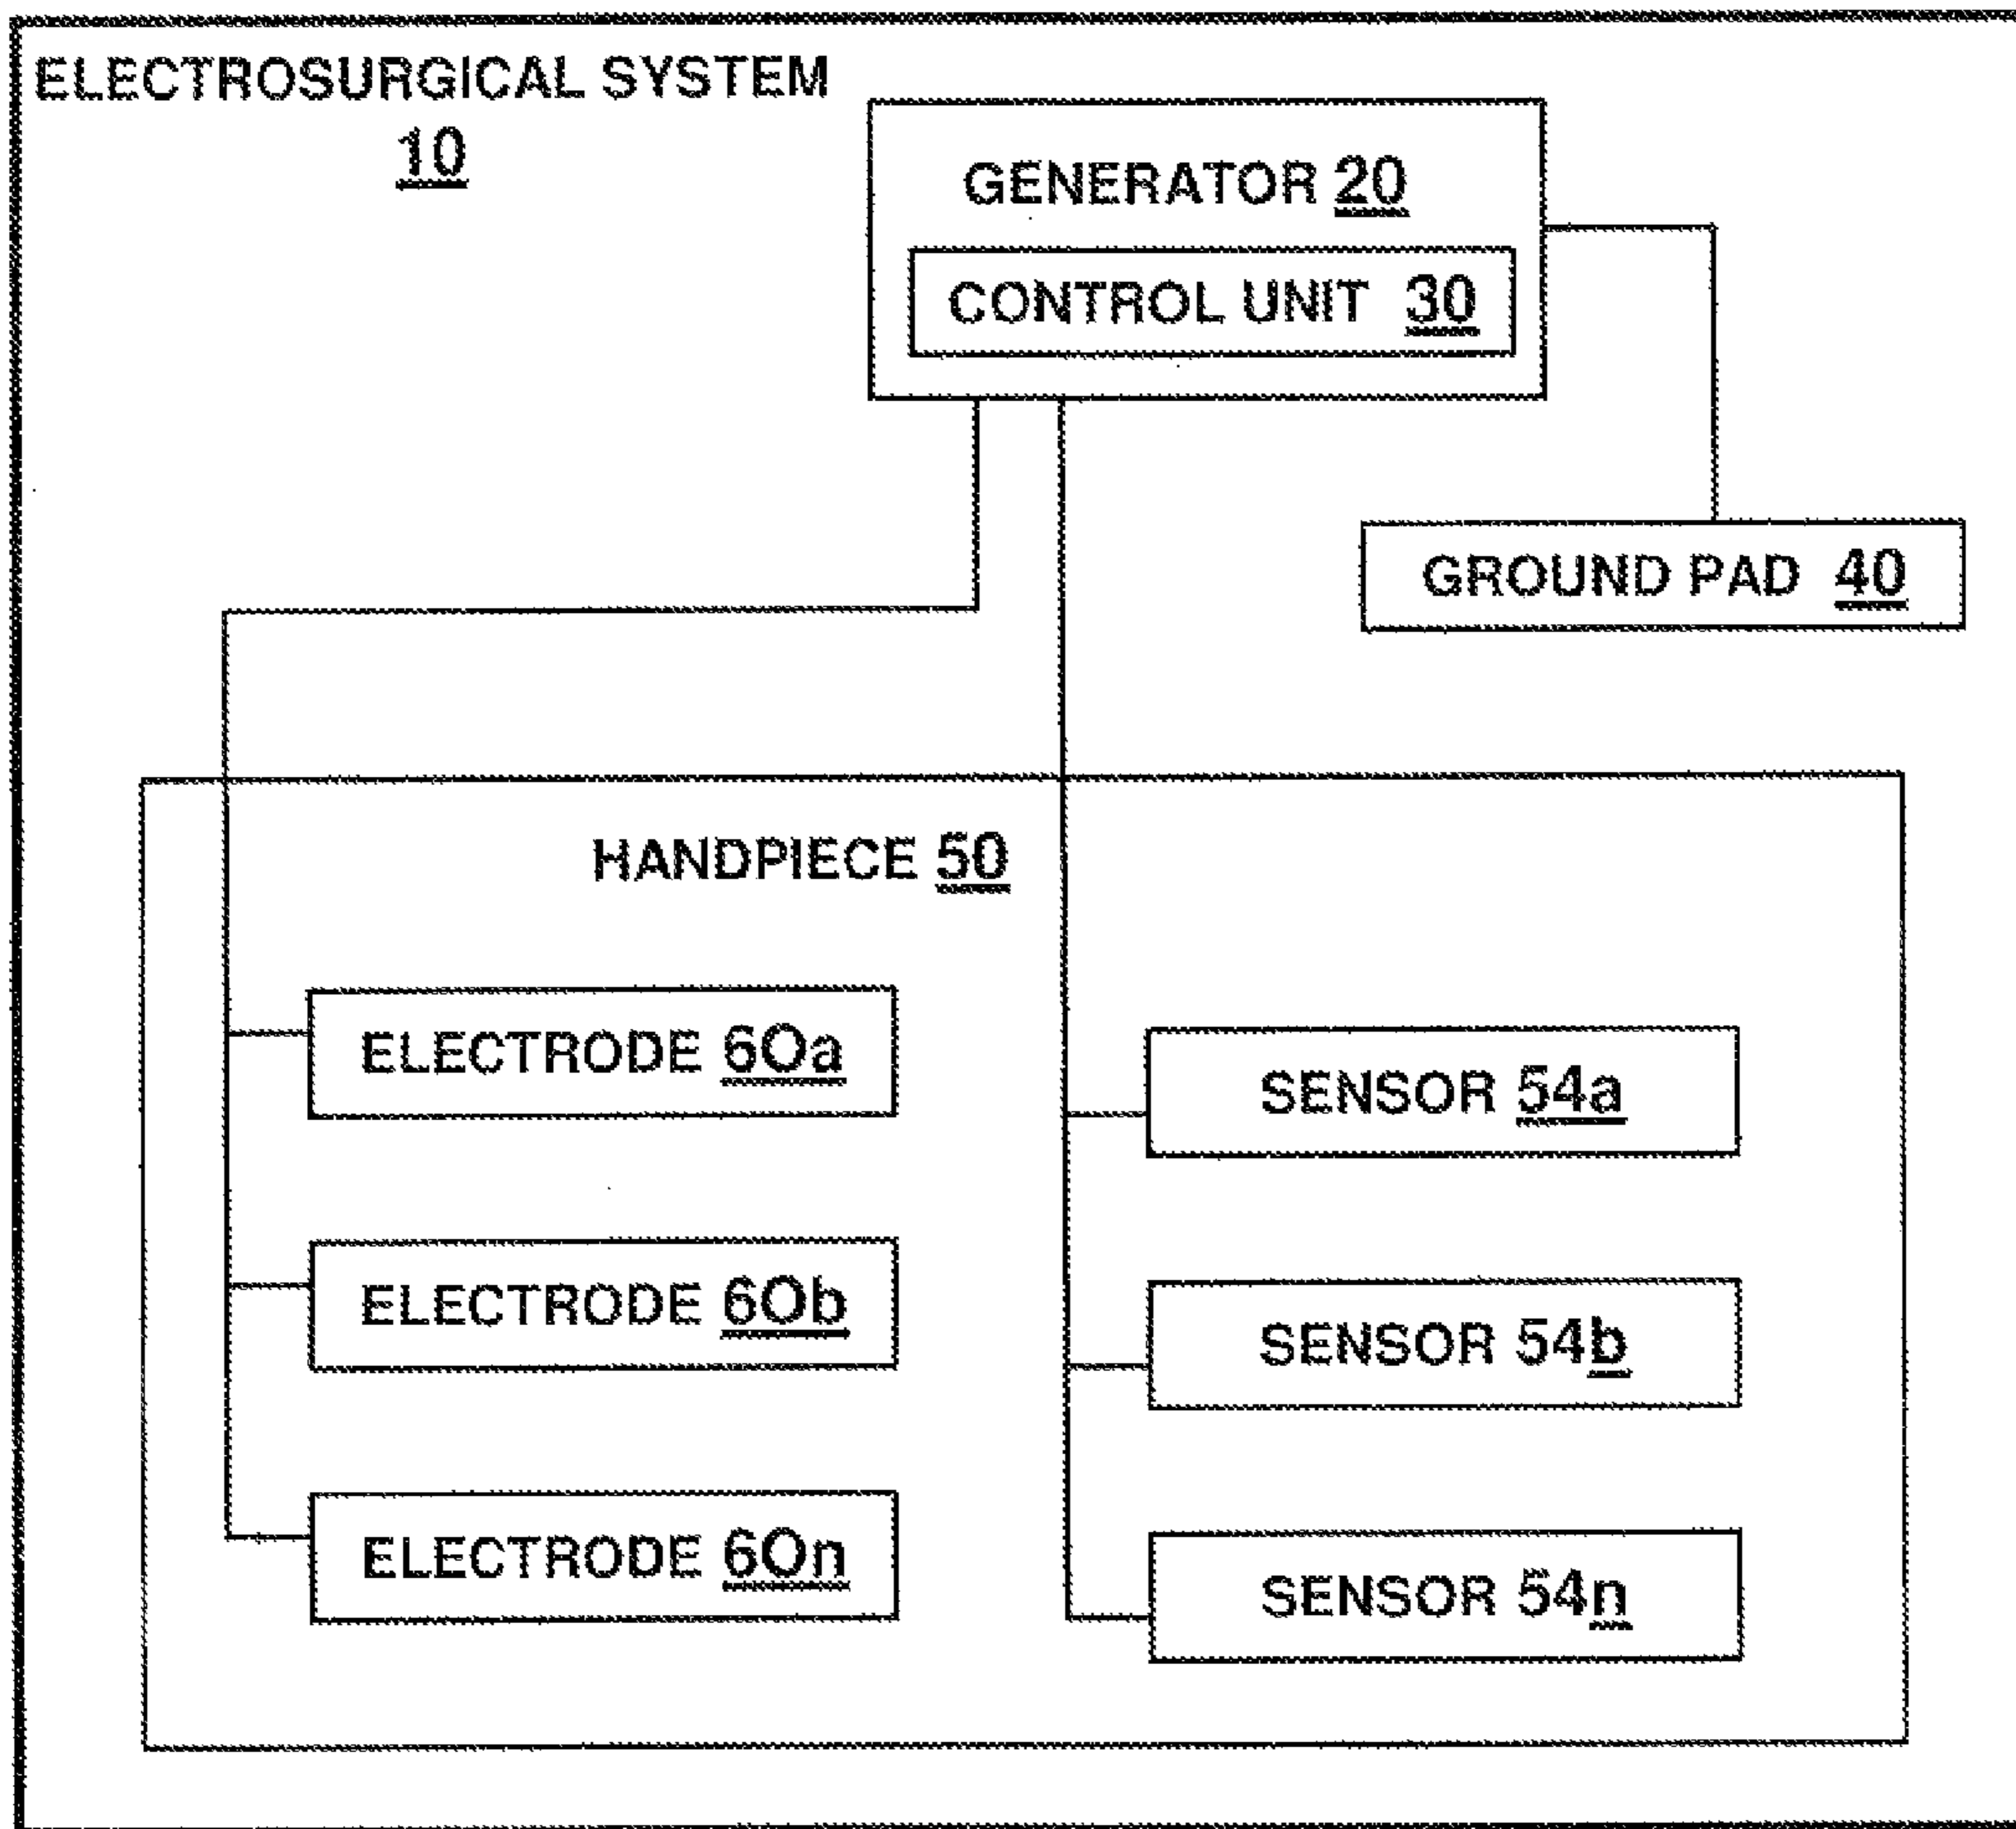 ELECTROSURGICAL SYSTEM
10
GENERATOR 20
CONTROL UNIT 30
GROUND PAD 40
HANDPIECE 50
ELECTRODE 60a
SENSOR 54a
ELECTRODE 60b
SENSOR 54b
ELECTRODE 60n
SENSOR 54n